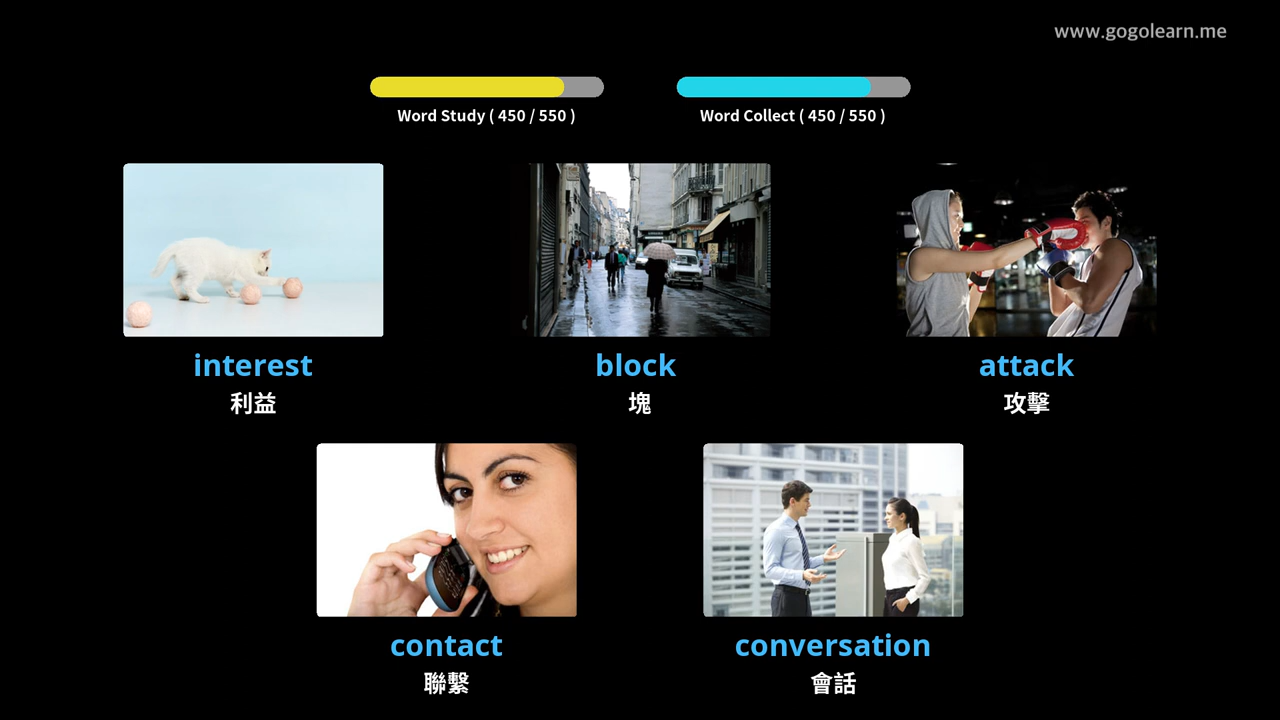 www.gogolearn.me
Word Study ( 450 / 550 )
Word Collect ( 450 / 550 )
interest
利益
block
塊
attack
攻擊
contact
聯繫
conversation
會話